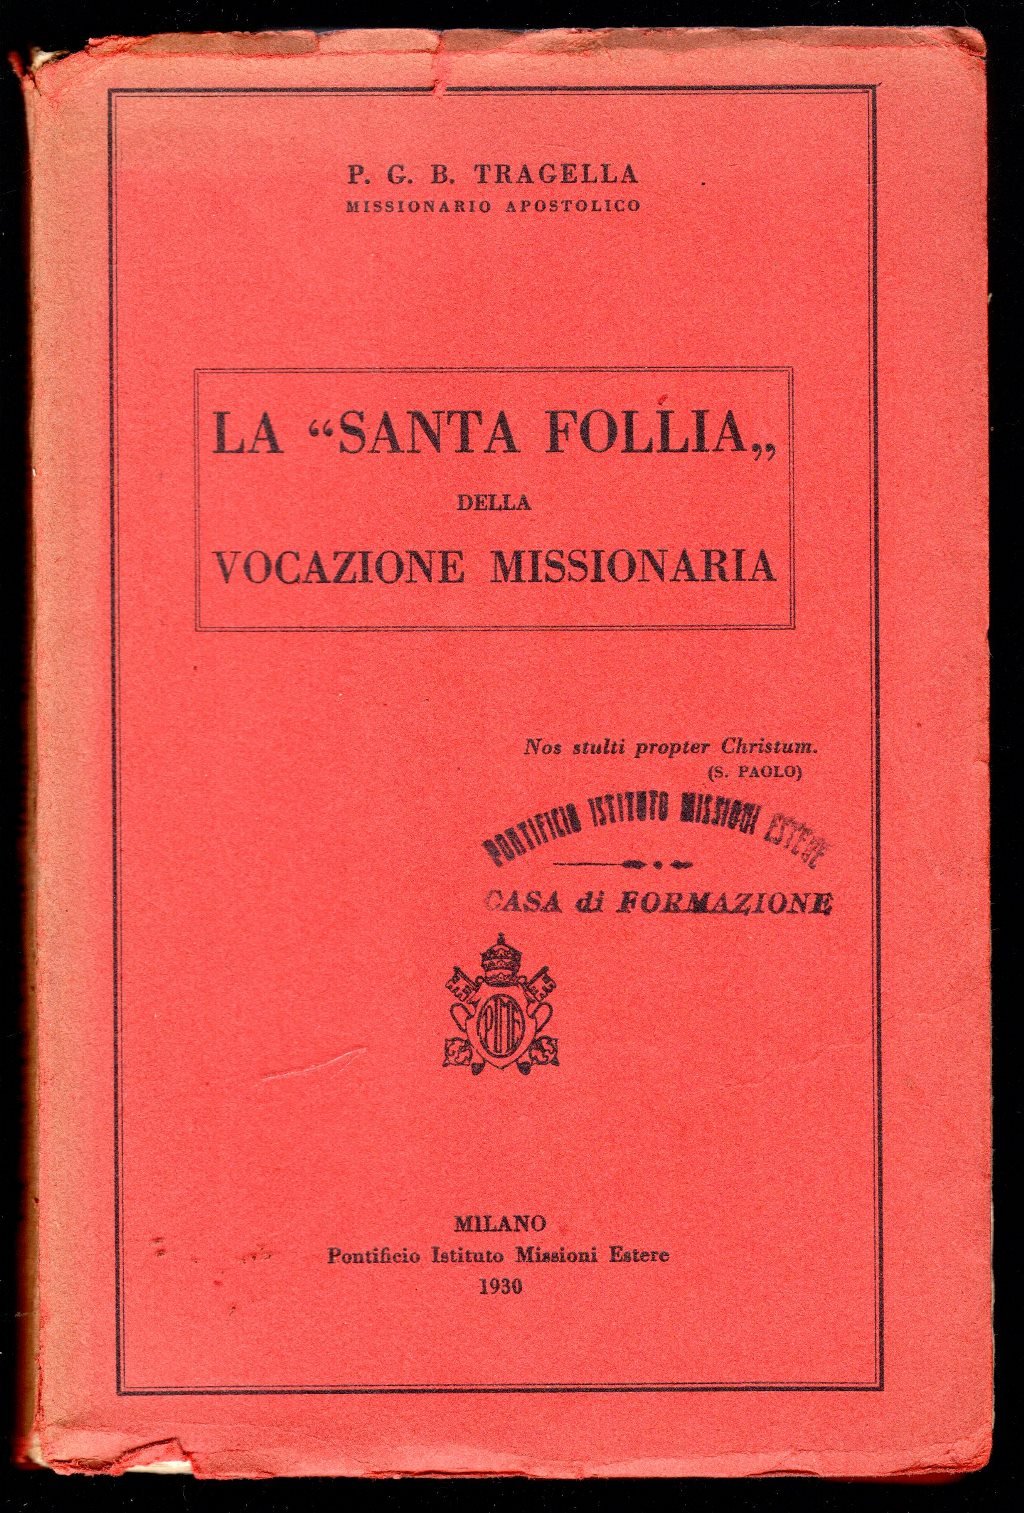 P. G. B. TRAGELLA
MISSIONARIO APOSTOLICO
LA “SANTA FOLLIA„
DELLA
VOCAZIONE MISSIONARIA
Nos stulti propter Christum.
(S. PAOLO)
PONTIFICIO ISTITUTO MISSIONI ESTERE
CASA di FORMAZIONE
PIME
MILANO
Pontificio Istituto Missioni Estere
1930